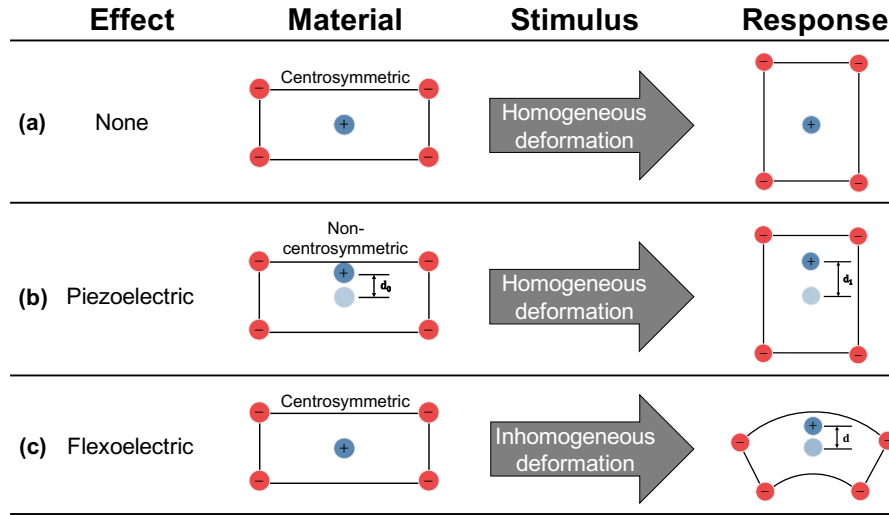 Effect Material Stimulus Response
(a) None
Centrosymmetric
− −
+
− −
Homogeneous
deformation
− −
+
− −
(b) Piezoelectric
Non-
centrosymmetric
− −
+
d₀
− −
Homogeneous
deformation
− −
+
d₁
− −
(c) Flexoelectric
Centrosymmetric
− −
+
− −
Inhomogeneous
deformation
+
d
− −
− −